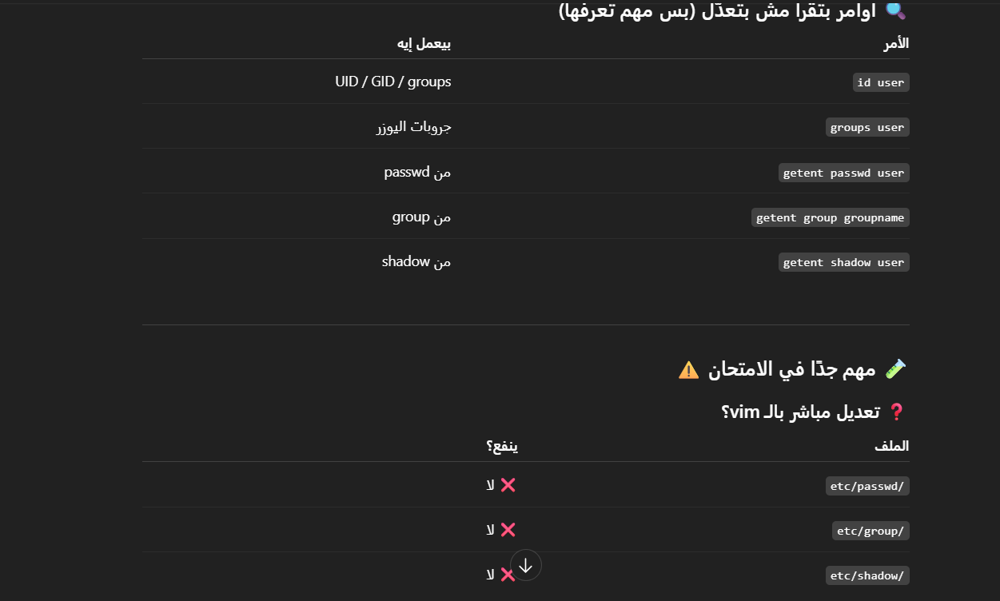 🔍 أوامر بتقرا مش بتعدّل (بس مهم تعرفها)
الأمر بيعمل إيه
id user UID / GID / groups
groups user جروبات اليوزر
getent passwd user من passwd
getent group groupname من group
getent shadow user من shadow
🧪 مهم جدًا في الامتحان ⚠️
❓ تعديل مباشر بالـ vim؟
الملف ينفع؟
/etc/passwd ❌ لا
/etc/group ❌ لا
/etc/shadow ❌ لا